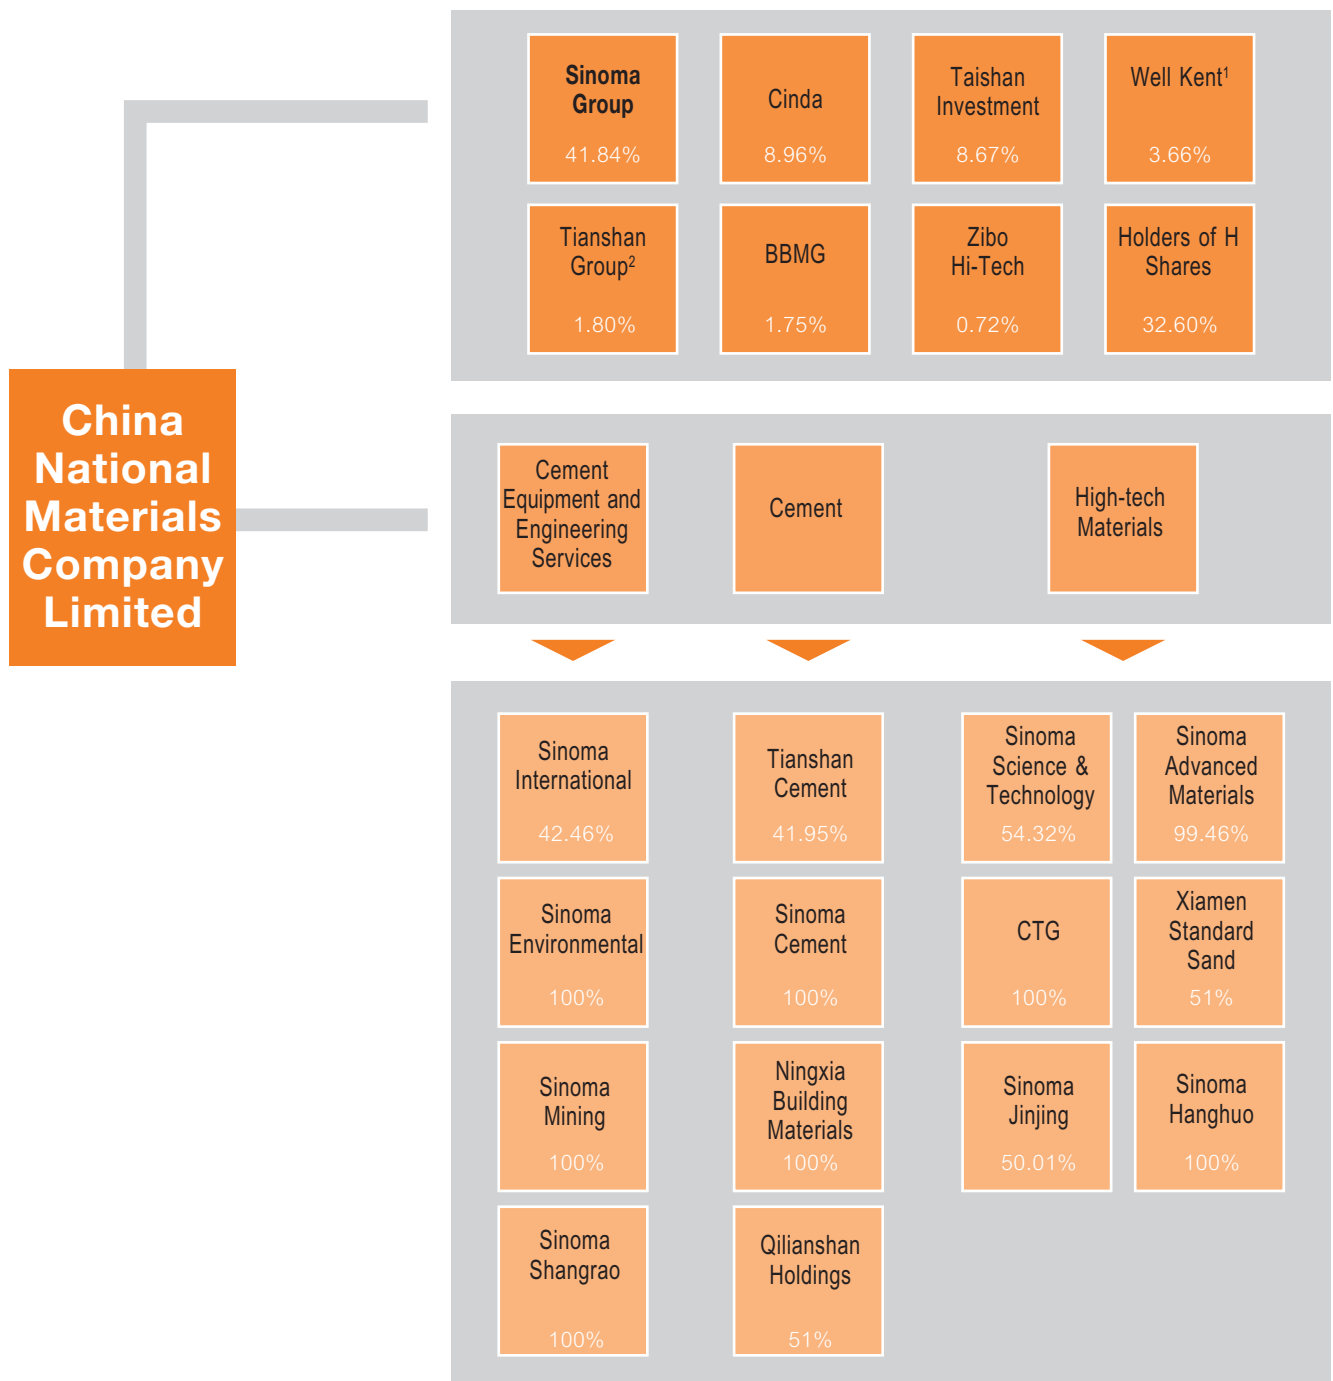 China
National
Materials
Company
Limited
Sinoma
Group
41.84%
Cinda
8.96%
Taishan
Investment
8.67%
Well Kent¹
3.66%
Tianshan
Group²
1.80%
BBMG
1.75%
Zibo
Hi-Tech
0.72%
Holders of H
Shares
32.60%
Cement
Equipment and
Engineering
Services
Cement
High-tech
Materials
Sinoma
International
42.46%
Tianshan
Cement
41.95%
Sinoma
Science &
Technology
54.32%
Sinoma
Advanced
Materials
99.46%
Sinoma
Environmental
100%
Sinoma
Cement
100%
CTG
100%
Xiamen
Standard
Sand
51%
Sinoma
Mining
100%
Ningxia
Building
Materials
100%
Sinoma
Jinjing
50.01%
Sinoma
Hanghuo
100%
Sinoma
Shangrao
100%
Qilianshan
Holdings
51%